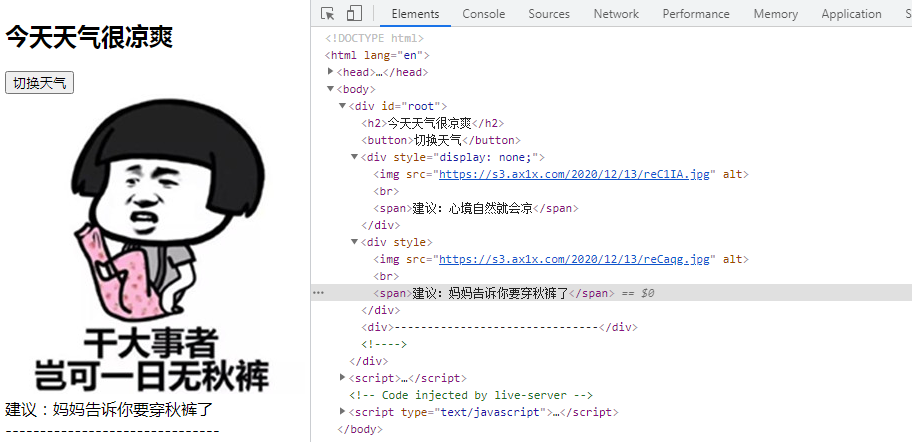 今天天气很凉爽
切换天气
干大事者
岂可一日无秋裤
建议：妈妈告诉你要穿秋裤了
-------------------------------
Elements Console Sources Network Performance Memory Application S
<!DOCTYPE html>
<html lang="en">
<head>…</head>
<body>
<div id="root">
<h2>今天天气很凉爽</h2>
<button>切换天气</button>
<div style="display: none;">
<img src="https://s3.ax1x.com/2020/12/13/reC1IA.jpg" alt>
<br>
<span>建议：心境自然就会凉</span>
</div>
<div style>
<img src="https://s3.ax1x.com/2020/12/13/reCaqg.jpg" alt>
<br>
<span>建议：妈妈告诉你要穿秋裤了</span> == $0
</div>
<div>-------------------------------</div>
<!---->
</div>
<script>…</script>
<!-- Code injected by live-server -->
<script type="text/javascript">…</script>
</body>